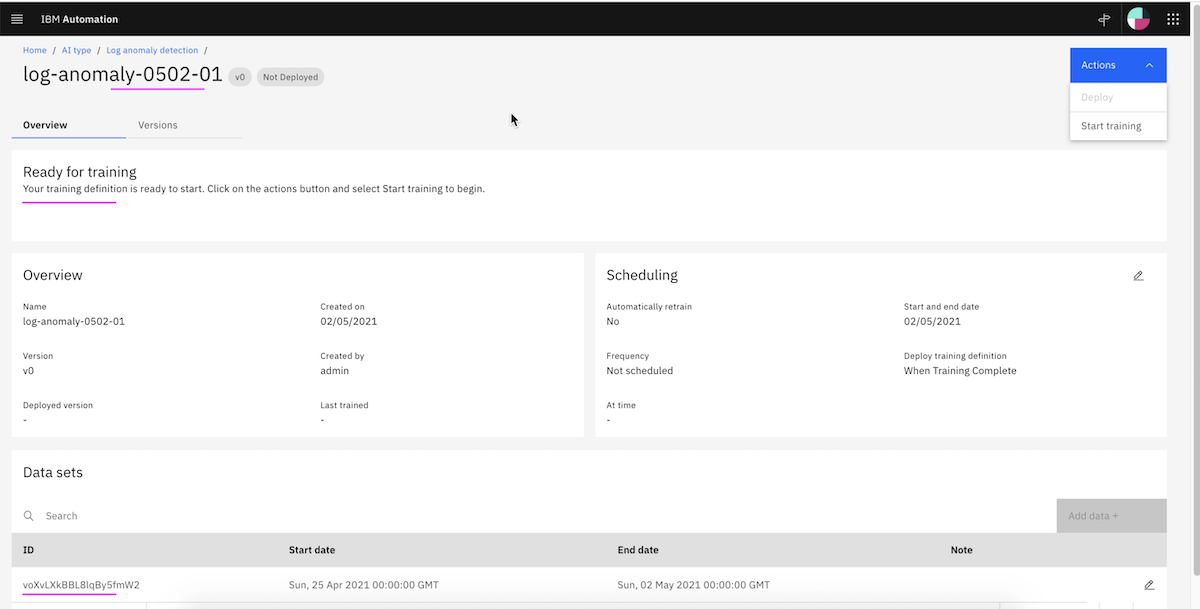 IBM Automation
Home / AI type / Log anomaly detection /
log-anomaly-0502-01 v0 Not Deployed
Actions
Deploy
Start training
Overview Versions
Ready for training
Your training definition is ready to start. Click on the actions button and select Start training to begin.
Overview
Name Created on
log-anomaly-0502-01 02/05/2021
Version Created by
v0 admin
Deployed version Last trained
- -
Scheduling
Automatically retrain Start and end date
No 02/05/2021
Frequency Deploy training definition
Not scheduled When Training Complete
At time
-
Data sets
Search Add data +
ID Start date End date Note
voXvLXkBBL8lqBy5fmW2 Sun, 25 Apr 2021 00:00:00 GMT Sun, 02 May 2021 00:00:00 GMT